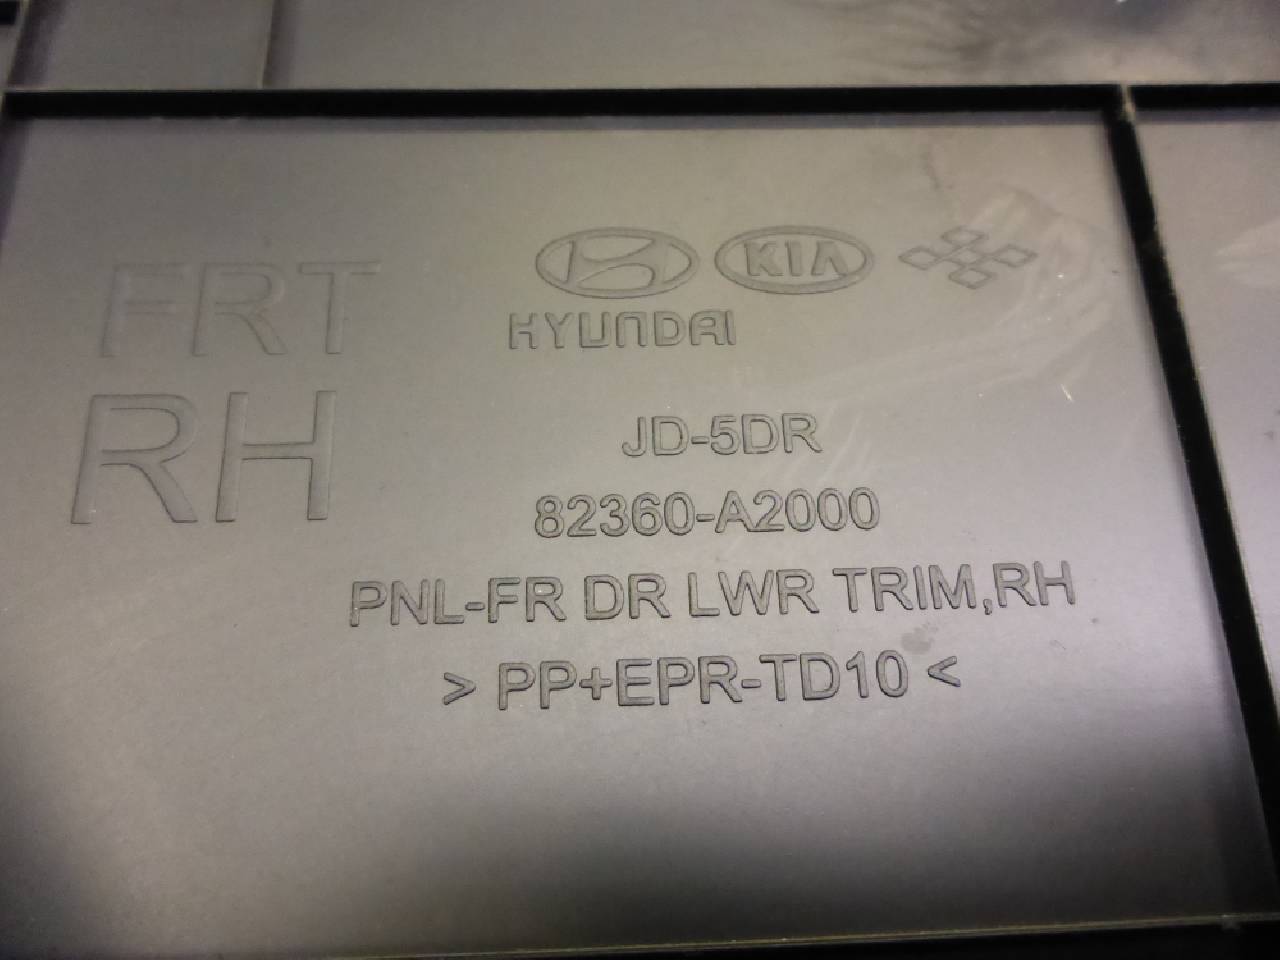 FRT
RH
KIA
HYUNDAI
JD-5DR
82360-A2000
PNL-FR DR LWR TRIM,RH
> PP+EPR-TD10 <